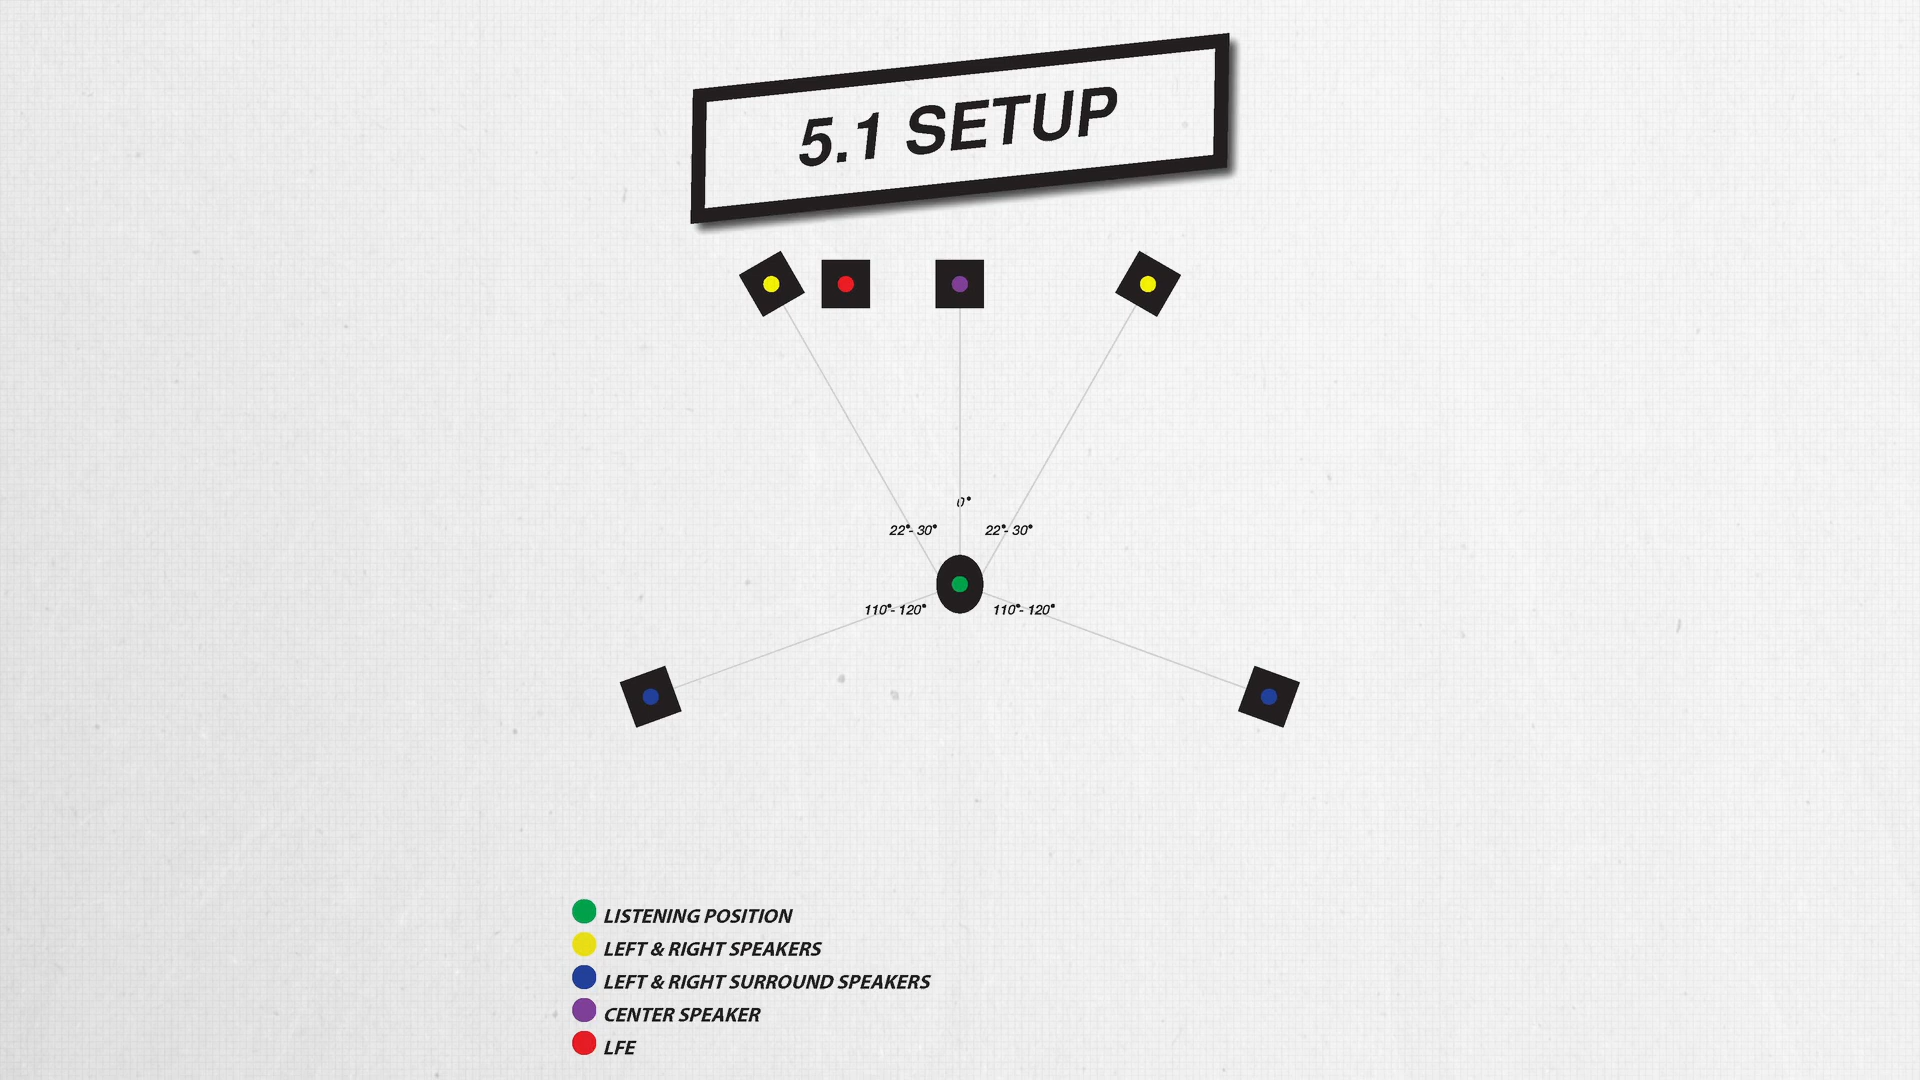 5.1 SETUP
0°
22°- 30° 22°- 30°
110°- 120° 110°- 120°
LISTENING POSITION
LEFT & RIGHT SPEAKERS
LEFT & RIGHT SURROUND SPEAKERS
CENTER SPEAKER
LFE